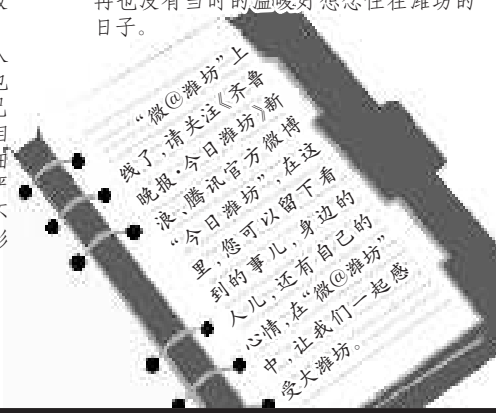 再也没有当时的温暖好想您住在潍坊的
日子。
“微@潍坊”上
线了,请关注《齐鲁
晚报·今日潍坊》新
浪、腾讯官方微博
“今日潍坊”,在这
里,您可以留下看
到的事儿,身边的
人儿,还有自己的
心情,在“微@潍坊”
中,让我们一起感
受大潍坊。